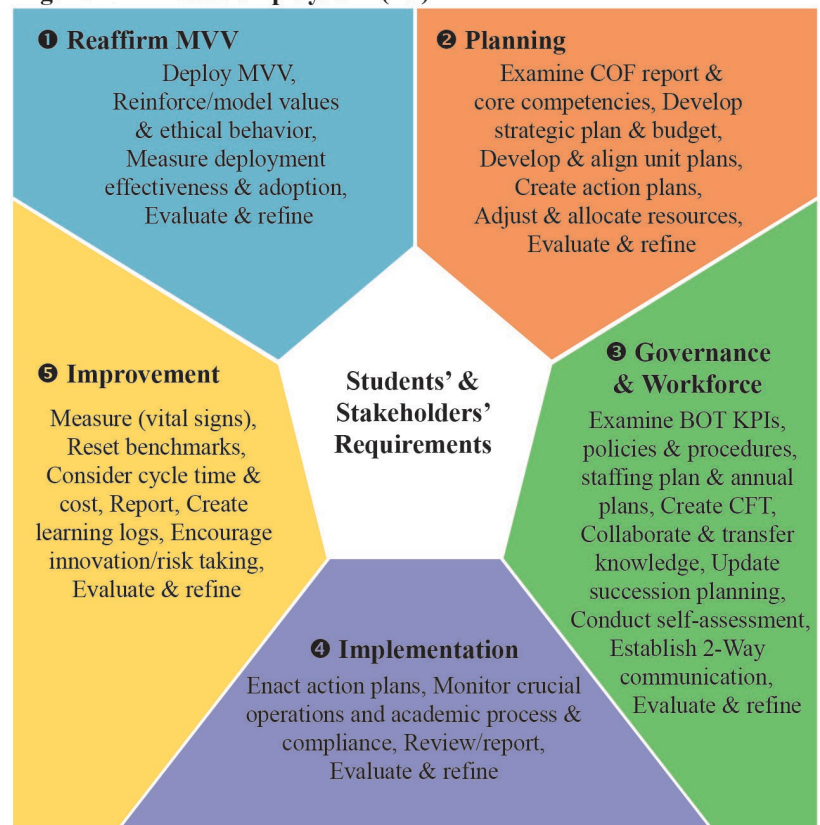 ❶ Reaffirm MVV
Deploy MVV,
Reinforce/model values
& ethical behavior,
Measure deployment
effectiveness & adoption,
Evaluate & refine
❷ Planning
Examine COF report &
core competencies, Develop
strategic plan & budget,
Develop & align unit plans,
Create action plans,
Adjust & allocate resources,
Evaluate & refine
❸ Governance
& Workforce
Examine BOT KPIs,
policies & procedures,
staffing plan & annual
plans, Create CFT,
Collaborate & transfer
knowledge, Update
succession planning,
Conduct self-assessment,
Establish 2-Way
communication,
Evaluate & refine
❹ Implementation
Enact action plans, Monitor crucial
operations and academic process &
compliance, Review/report,
Evaluate & refine
❺ Improvement
Measure (vital signs),
Reset benchmarks,
Consider cycle time &
cost, Report, Create
learning logs, Encourage
innovation/risk taking,
Evaluate & refine
Students’ &
Stakeholders’
Requirements